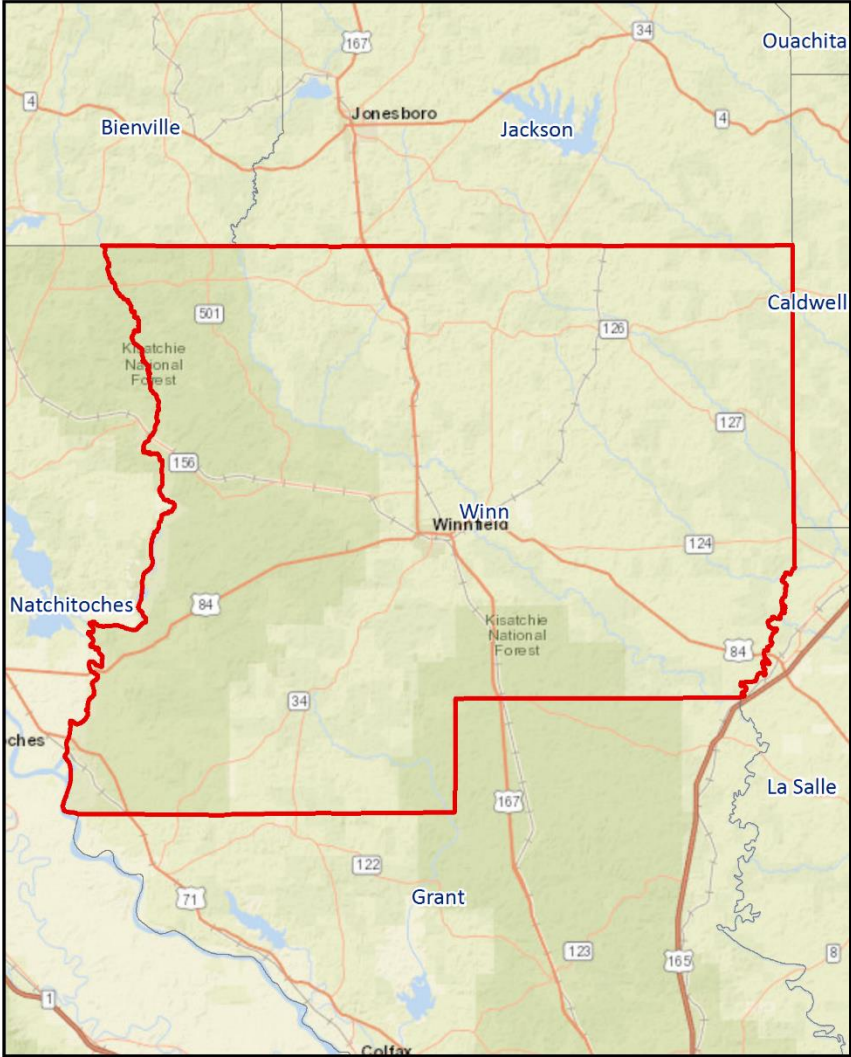 34
Ouachita
167
4
Jonesboro
Bienville
Jackson
4
Caldwell
501
126
Kisatchie
National
Forest
127
156
Winn
Winnfield
124
Natchitoches
84
Kisatchie
National
Forest
84
34
ches
La Salle
167
122
Grant
71
123
8
165
1
Colfax